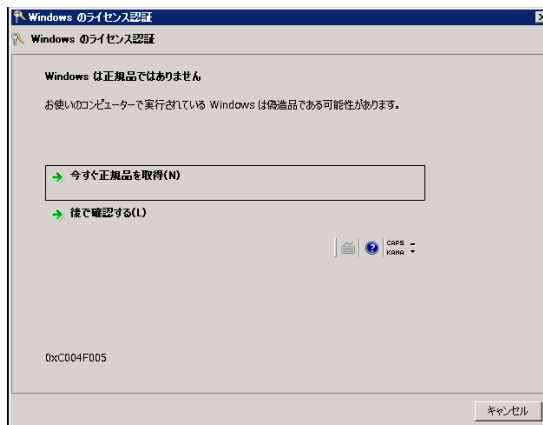 Windows のライセンス認証
Windows のライセンス認証
Windows は正規品ではありません
お使いのコンピューターで実行されている Windows は偽造品である可能性があります。
今すぐ正規品を取得(N)
後で確認する(L)
CAPS
KANA
0xC004F005
キャンセル